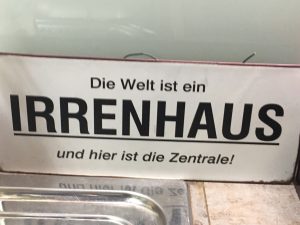 Die Welt ist ein
IRRENHAUS
und hier ist die Zentrale!